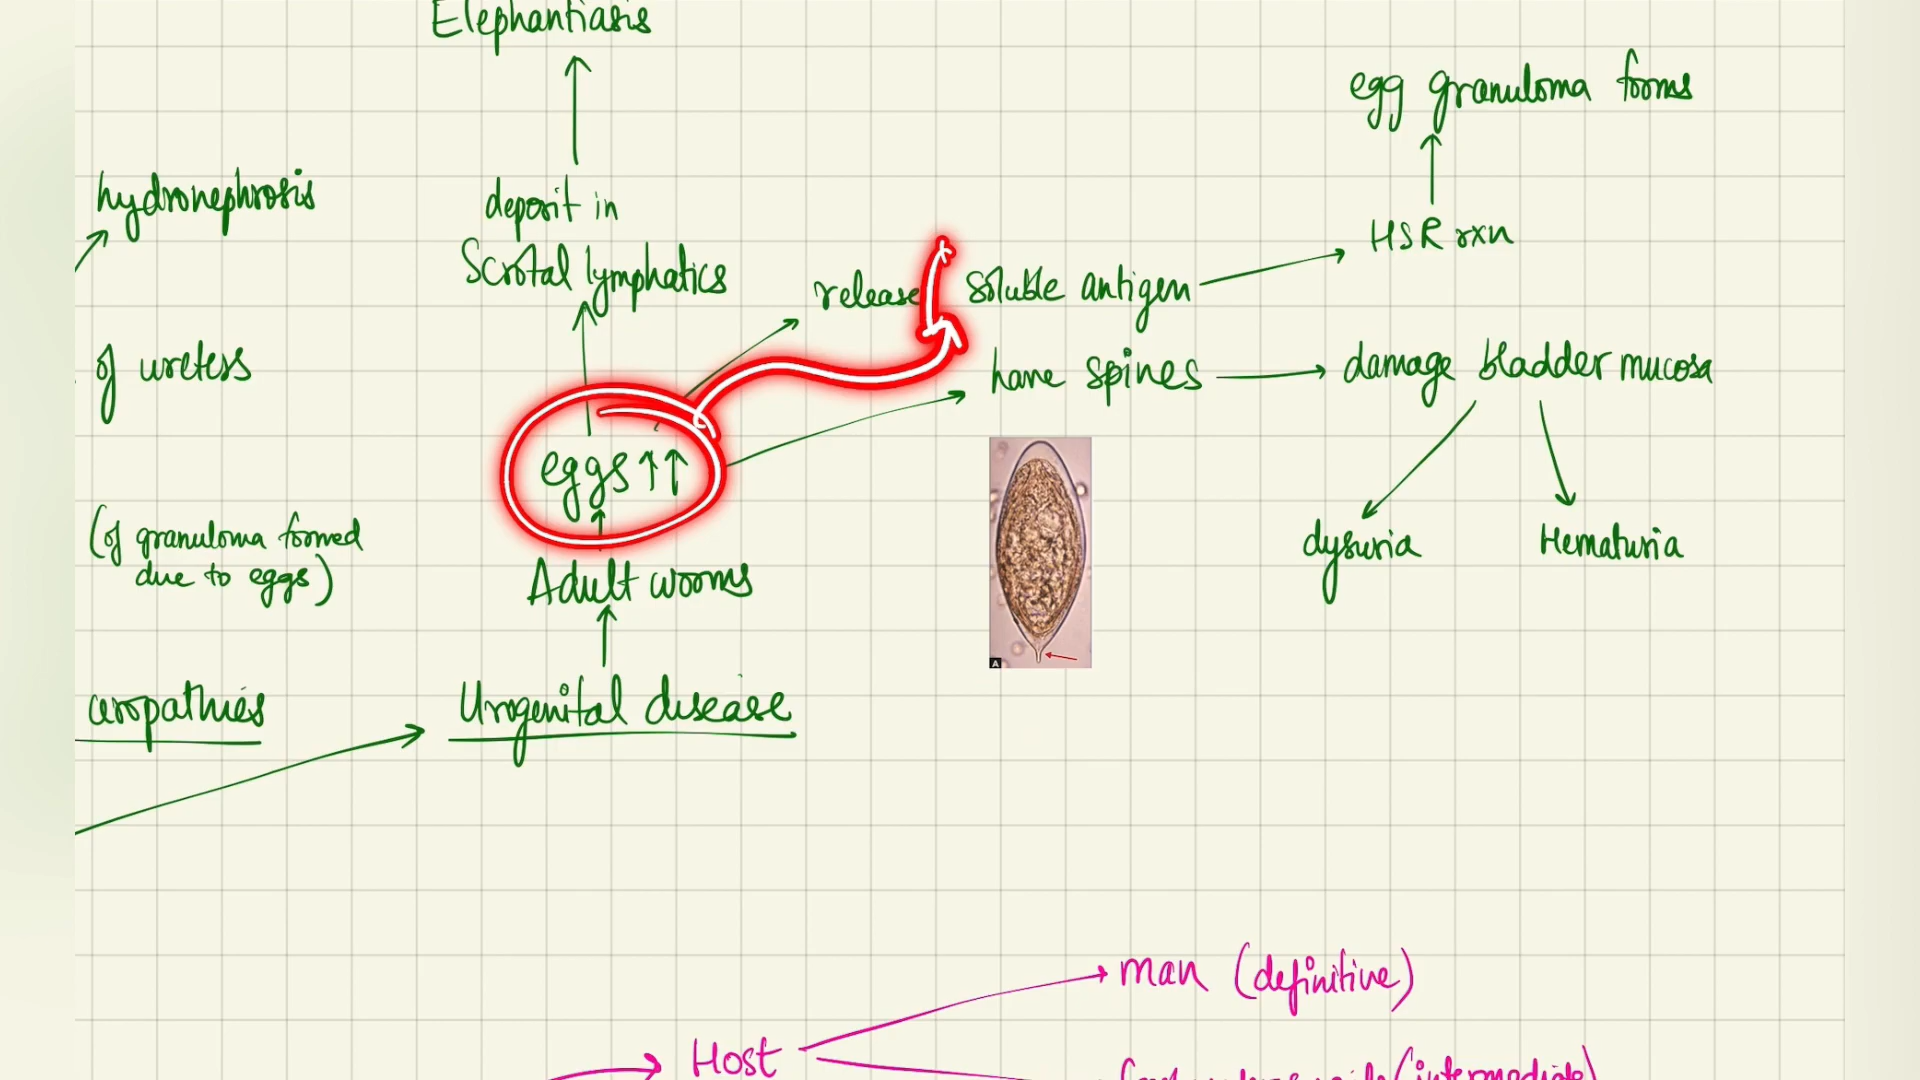 Elephantiasis
egg granuloma forms
hydronephrosis
deposit in
Scrotal lymphatics
HSR rxn
release soluble antigen
of ureters
have spines
damage bladder mucosa
eggs↑↑
dysuria
Hematuria
(of granuloma formed
due to eggs)
Adult worms
A
Urogenital disease
man (definitive)
Host
(intermediate)